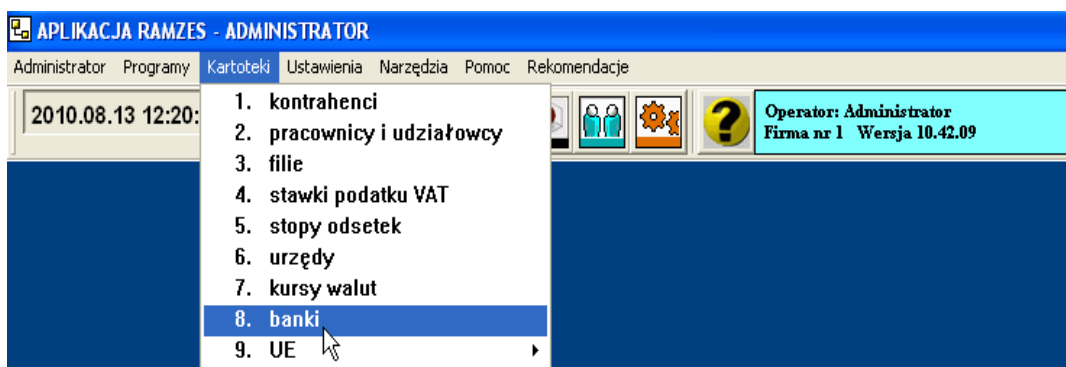 APLIKACJA RAMZES - ADMINISTRATOR
Administrator Programy Kartoteki Ustawienia Narzędzia Pomoc Rekomendacje
2010.08.13 12:20:
Operator: Administrator
Firma nr 1 Wersja 10.42.09
1. kontrahenci
2. pracownicy i udziałowcy
3. filie
4. stawki podatku VAT
5. stopy odsetek
6. urzędy
7. kursy walut
8. banki
9. UE